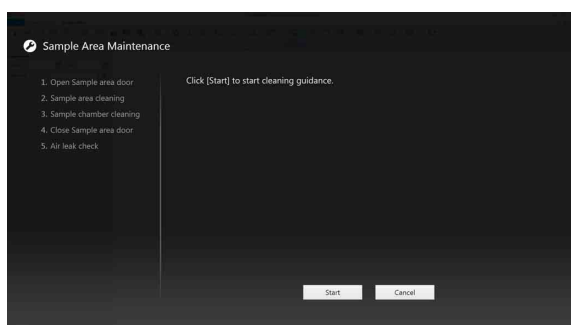 Sample Area Maintenance
1. Open Sample area door
2. Sample area cleaning
3. Sample chamber cleaning
4. Close Sample area door
5. Air leak check
Click [Start] to start cleaning guidance.
Start
Cancel